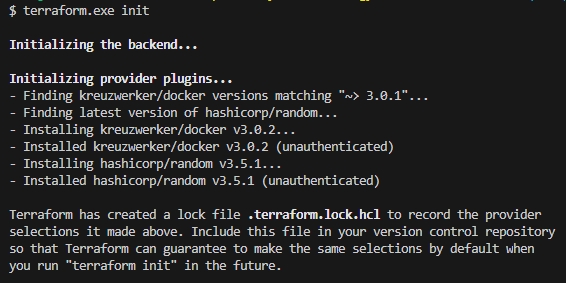 $ terraform.exe init
Initializing the backend...
Initializing provider plugins...
- Finding kreuzwerker/docker versions matching "~> 3.0.1"...
- Finding latest version of hashicorp/random...
- Installing kreuzwerker/docker v3.0.2...
- Installed kreuzwerker/docker v3.0.2 (unauthenticated)
- Installing hashicorp/random v3.5.1...
- Installed hashicorp/random v3.5.1 (unauthenticated)
Terraform has created a lock file .terraform.lock.hcl to record the provider
selections it made above. Include this file in your version control repository
so that Terraform can guarantee to make the same selections by default when
you run "terraform init" in the future.